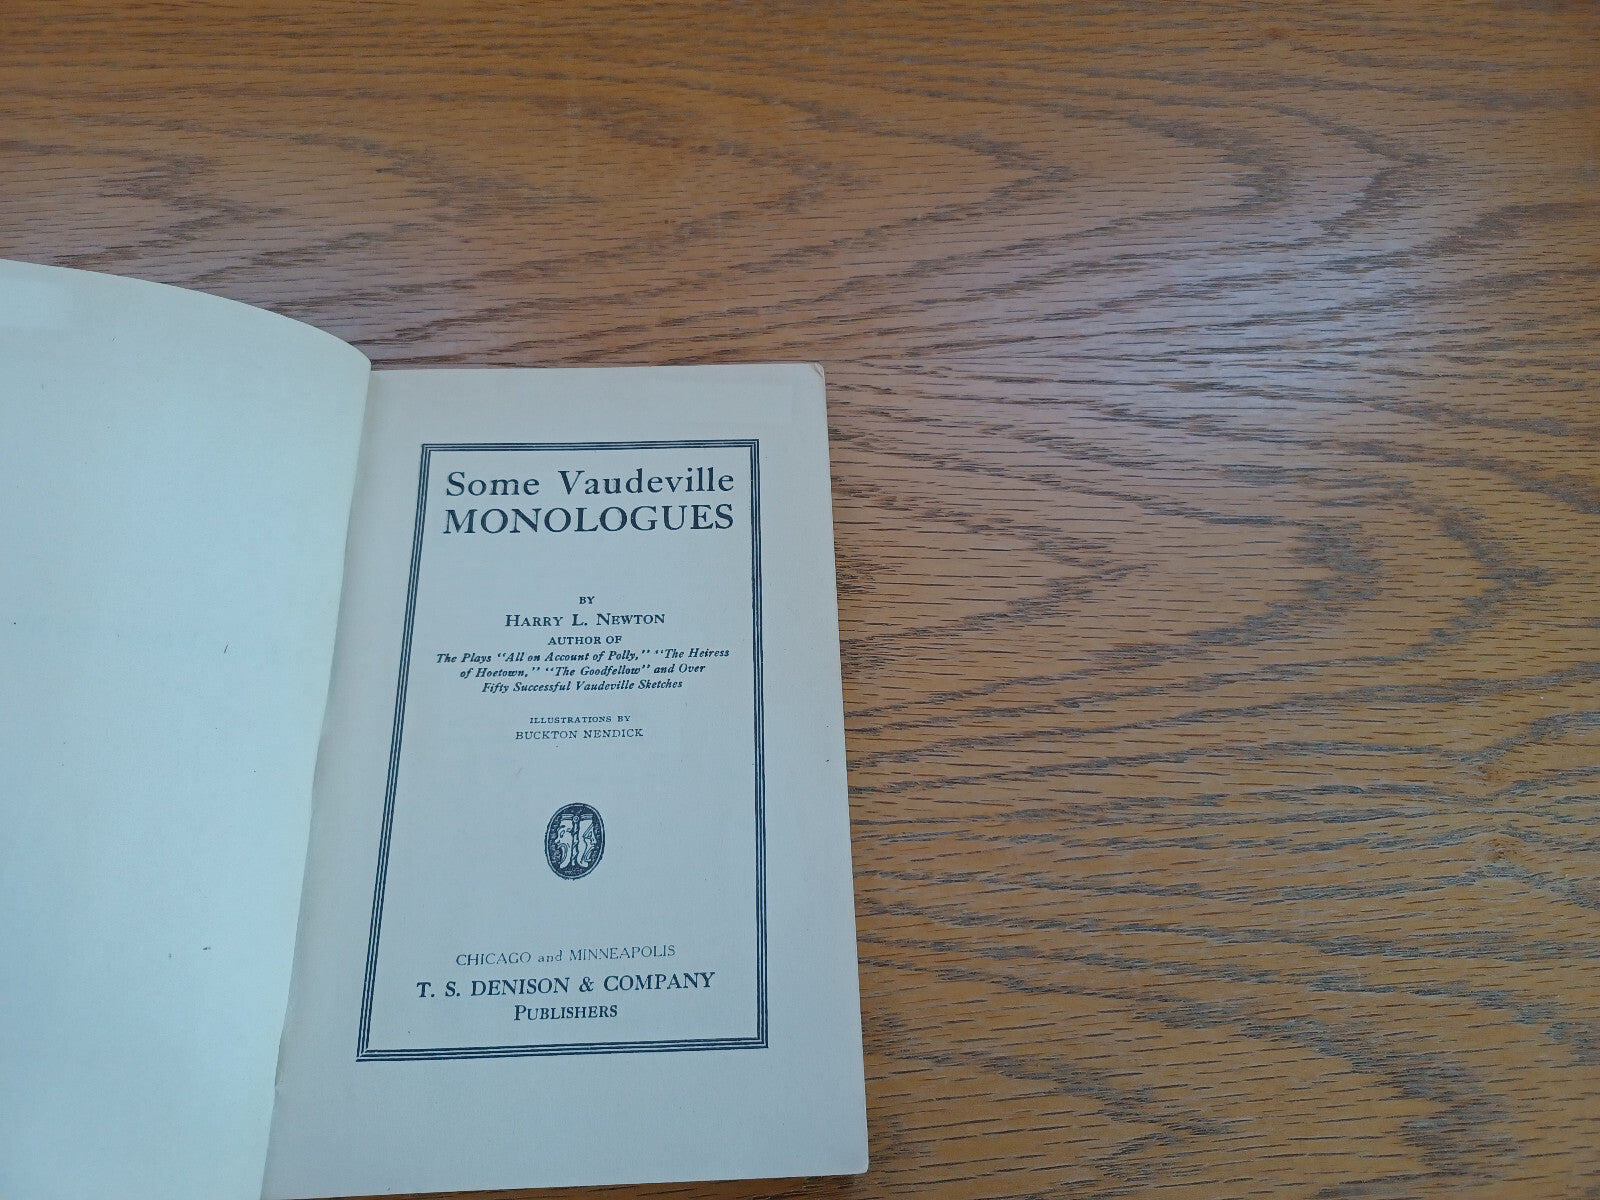 Some Vaudeville
MONOLOGUES
BY
HARRY L. NEWTON
AUTHOR OF
The Plays "All on Account of Polly," "The Heiress
of Hoetown," "The Goodfellow" and Over
Fifty Successful Vaudeville Sketches
ILLUSTRATIONS BY
BUCKTON NENDICK
CHICAGO and MINNEAPOLIS
T. S. DENISON & COMPANY
PUBLISHERS